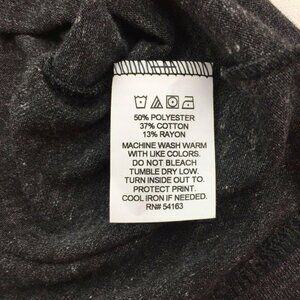 50% POLYESTER
37% COTTON
13% RAYON
MACHINE WASH WARM
WITH LIKE COLORS.
DO NOT BLEACH
TUMBLE DRY LOW.
TURN INSIDE OUT TO.
PROTECT PRINT.
COOL IRON IF NEEDED.
RN# 54163